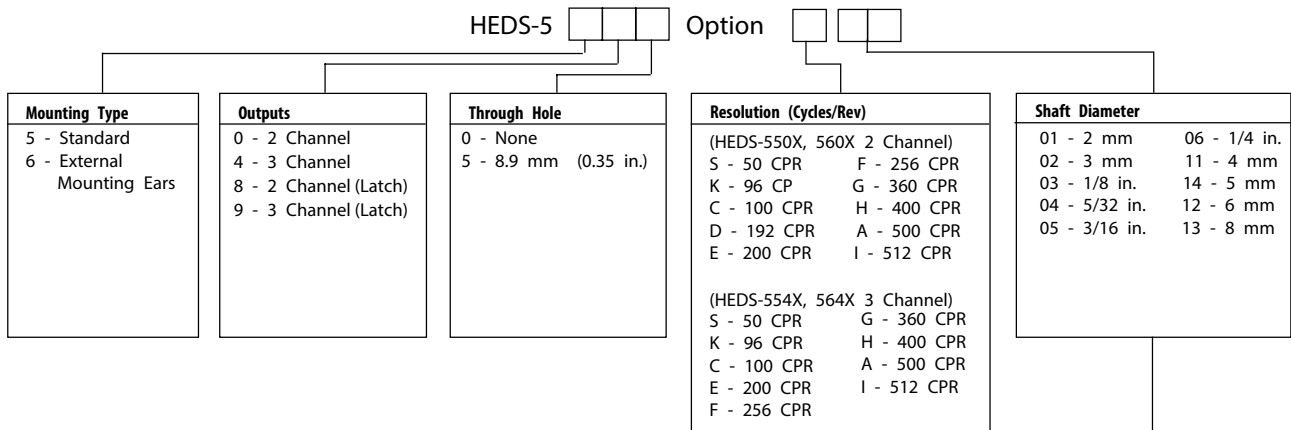 HEDS-5 Option
Mounting Type
5 - Standard
6 - External
Mounting Ears
Outputs
0 - 2 Channel
4 - 3 Channel
8 - 2 Channel (Latch)
9 - 3 Channel (Latch)
Through Hole
0 - None
5 - 8.9 mm (0.35 in.)
Resolution (Cycles/Rev)
(HEDS-550X, 560X 2 Channel)
S - 50 CPR F - 256 CPR
K - 96 CP G - 360 CPR
C - 100 CPR H - 400 CPR
D - 192 CPR A - 500 CPR
E - 200 CPR I - 512 CPR
(HEDS-554X, 564X 3 Channel)
S - 50 CPR G - 360 CPR
K - 96 CPR H - 400 CPR
C - 100 CPR A - 500 CPR
E - 200 CPR I - 512 CPR
F - 256 CPR
Shaft Diameter
01 - 2 mm 06 - 1/4 in.
02 - 3 mm 11 - 4 mm
03 - 1/8 in. 14 - 5 mm
04 - 5/32 in. 12 - 6 mm
05 - 3/16 in. 13 - 8 mm